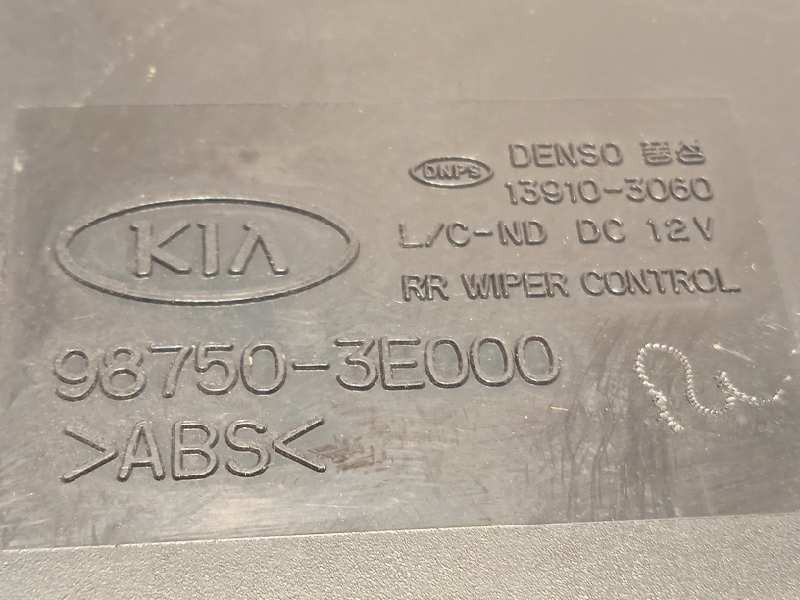 KIA
DNPS
DENSO 풍성
13910-3060
L/C-ND DC 12V
RR WIPER CONTROL
98750-3E000
>ABS<